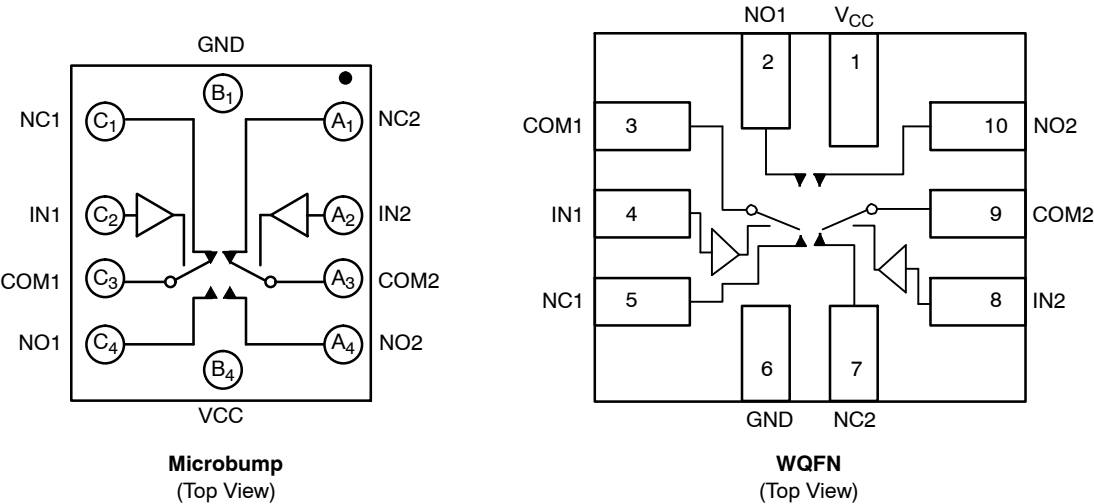 GND
B1
NC1 C1 A1 NC2
IN1 C2 A2 IN2
COM1 C3 A3 COM2
NO1 C4 A4 NO2
B4
VCC
Microbump
(Top View)
NO1 VCC
2 1
COM1 3 10 NO2
IN1 4 9 COM2
NC1 5 8 IN2
6 7
GND NC2
WQFN
(Top View)